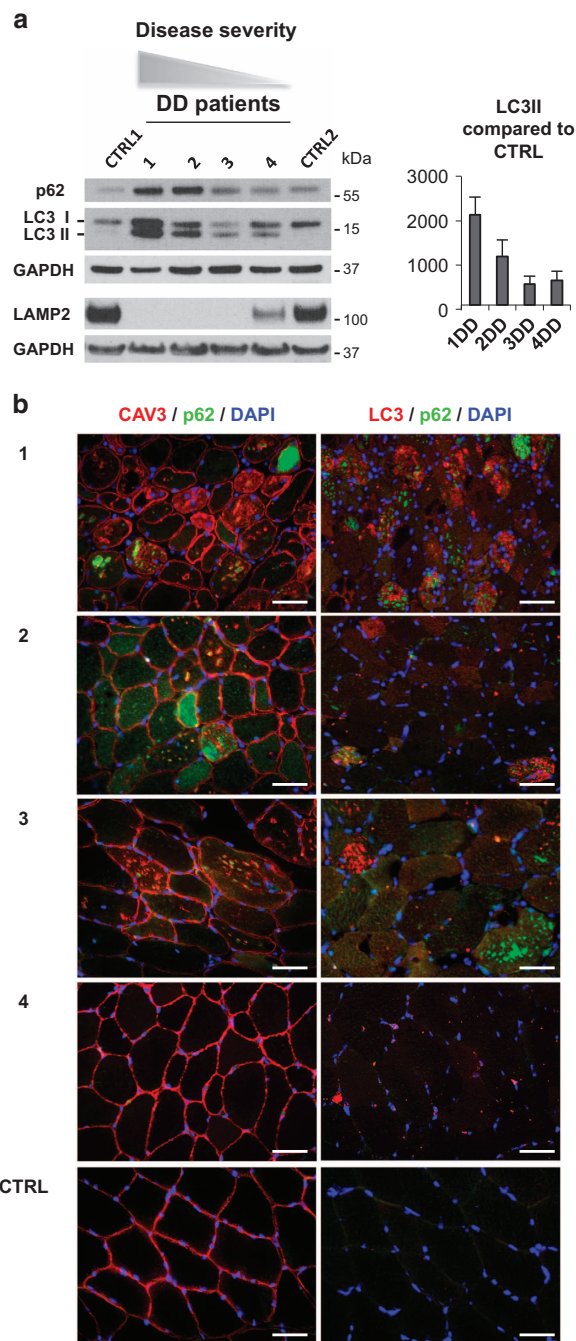 a
Disease severity
DD patients
CTRL1 1 2 3 4 CTRL2 kDa
p62 - 55
LC3 I - 15
LC3 II
GAPDH - 37
LAMP2 - 100
GAPDH - 37
LC3II
compared to
CTRL
3000
2000
1000
0
1DD 2DD 3DD 4DD
b
CAV3 / p62 / DAPI LC3 / p62 / DAPI
1
2
3
4
CTRL